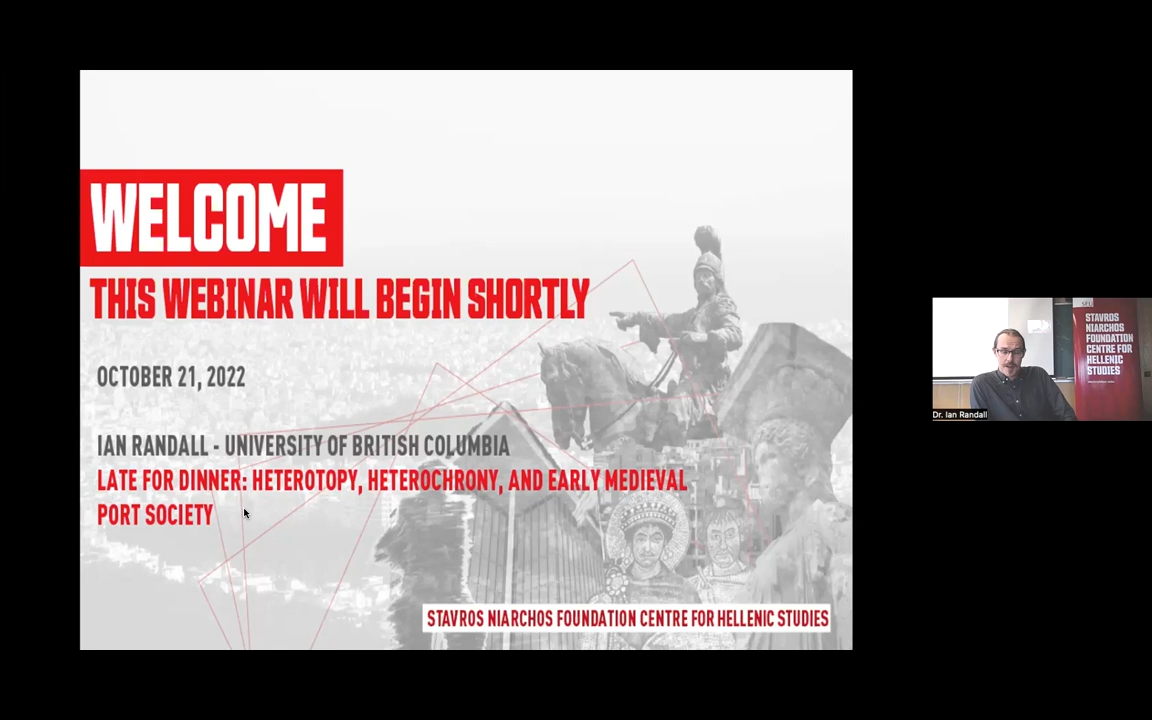 WELCOME
THIS WEBINAR WILL BEGIN SHORTLY
OCTOBER 21, 2022
IAN RANDALL - UNIVERSITY OF BRITISH COLUMBIA
LATE FOR DINNER: HETEROTOPY, HETEROCHRONY, AND EARLY MEDIEVAL
PORT SOCIETY
STAVROS NIARCHOS FOUNDATION CENTRE FOR HELLENIC STUDIES
SFU
STAVROS
NIARCHOS
FOUNDATION
CENTRE FOR
HELLENIC
STUDIES
Dr. Ian Randall